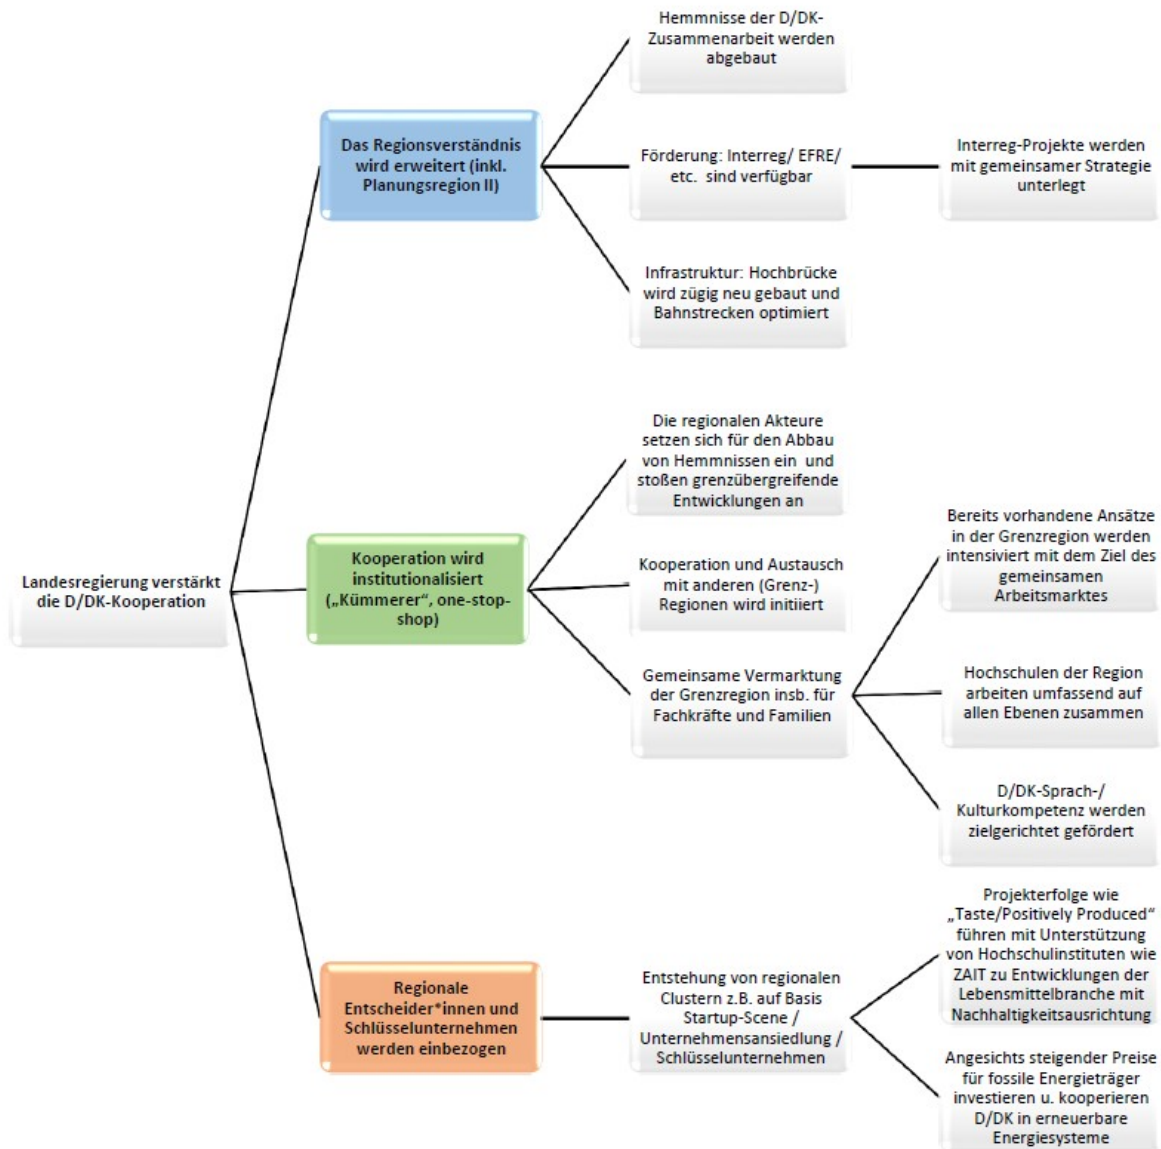 Landesregierung verstärkt
die D/DK-Kooperation
Das Regionsverständnis
wird erweitert (inkl.
Planungsregion II)
Hemmnisse der D/DK-
Zusammenarbeit werden
abgebaut
Förderung: Interreg/ EFRE/
etc. sind verfügbar
Interreg-Projekte werden
mit gemeinsamer Strategie
unterlegt
Infrastruktur: Hochbrücke
wird zügig neu gebaut und
Bahnstrecken optimiert
Kooperation wird
institutionalisiert
(„Kümmerer“, one-stop-
shop)
Die regionalen Akteure
setzen sich für den Abbau
von Hemmnissen ein und
stoßen grenzübergreifende
Entwicklungen an
Kooperation und Austausch
mit anderen (Grenz-)
Regionen wird initiiert
Gemeinsame Vermarktung
der Grenzregion insb. für
Fachkräfte und Familien
Bereits vorhandene Ansätze
in der Grenzregion werden
intensiviert mit dem Ziel des
gemeinsamen
Arbeitsmarktes
Hochschulen der Region
arbeiten umfassend auf
allen Ebenen zusammen
D/DK-Sprach-/
Kulturkompetenz werden
zielgerichtet gefördert
Regionale
Entscheider*innen und
Schlüsselunternehmen
werden einbezogen
Entstehung von regionalen
Clustern z.B. auf Basis
Startup-Scene /
Unternehmensansiedlung /
Schlüsselunternehmen
Projekterfolge wie
„Taste/Positively Produced“
führen mit Unterstützung
von Hochschulinstituten wie
ZAIT zu Entwicklungen der
Lebensmittelbranche mit
Nachhaltigkeitsausrichtung
Angesichts steigender Preise
für fossile Energieträger
investieren u. kooperieren
D/DK in erneuerbare
Energiesysteme